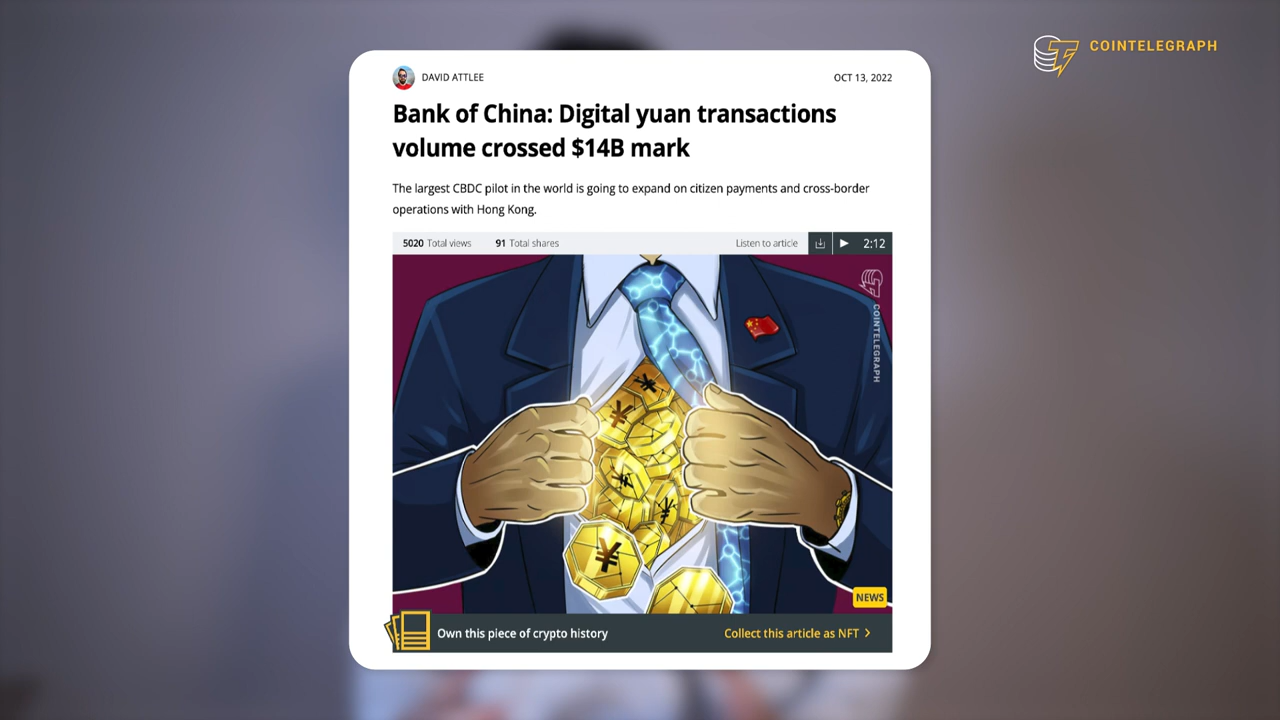 COINTELEGRAPH
DAVID ATTLEE
OCT 13, 2022
Bank of China: Digital yuan transactions
volume crossed $14B mark
The largest CBDC pilot in the world is going to expand on citizen payments and cross-border
operations with Hong Kong.
5020 Total views 91 Total shares Listen to article 2:12
COINTELEGRAPH
¥
¥
¥
¥
¥
NEWS
Own this piece of crypto history
Collect this article as NFT